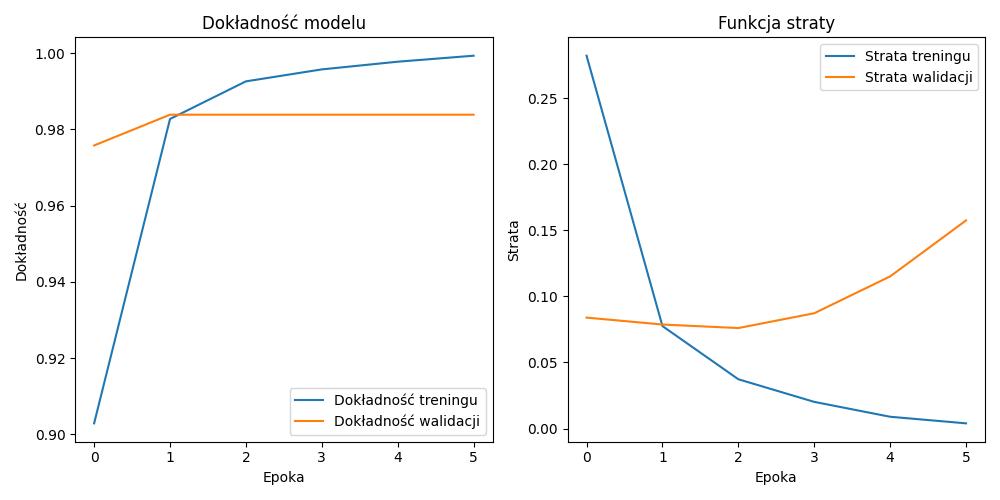 Dokładność modelu
1.00
0.98
0.96
0.94
0.92
0.90
Dokładność
0
1
2
3
4
5
Epoka
Dokładność treningu
Dokładność walidacji
Funkcja straty
0.25
0.20
0.15
0.10
0.05
0.00
Strata
0
1
2
3
4
5
Epoka
Strata treningu
Strata walidacji